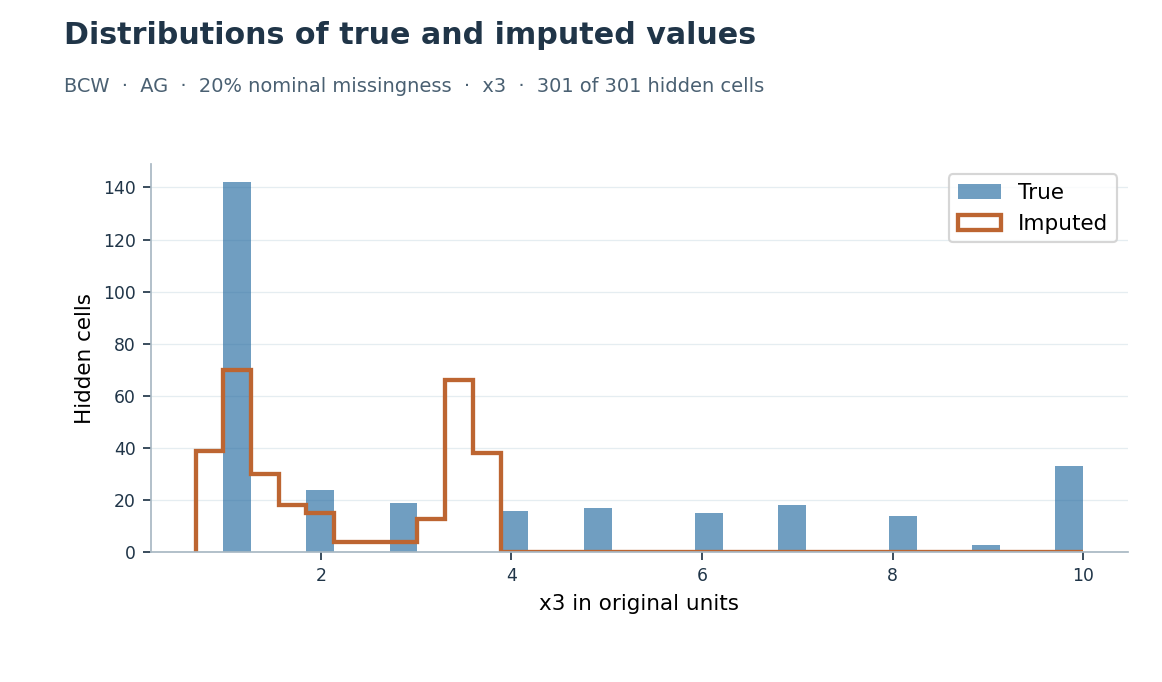 Distributions of true and imputed values
BCW · AG · 20% nominal missingness · x3 · 301 of 301 hidden cells
True
Imputed
Hidden cells
140
120
100
80
60
40
20
0
2 4 6 8 10
x3 in original units